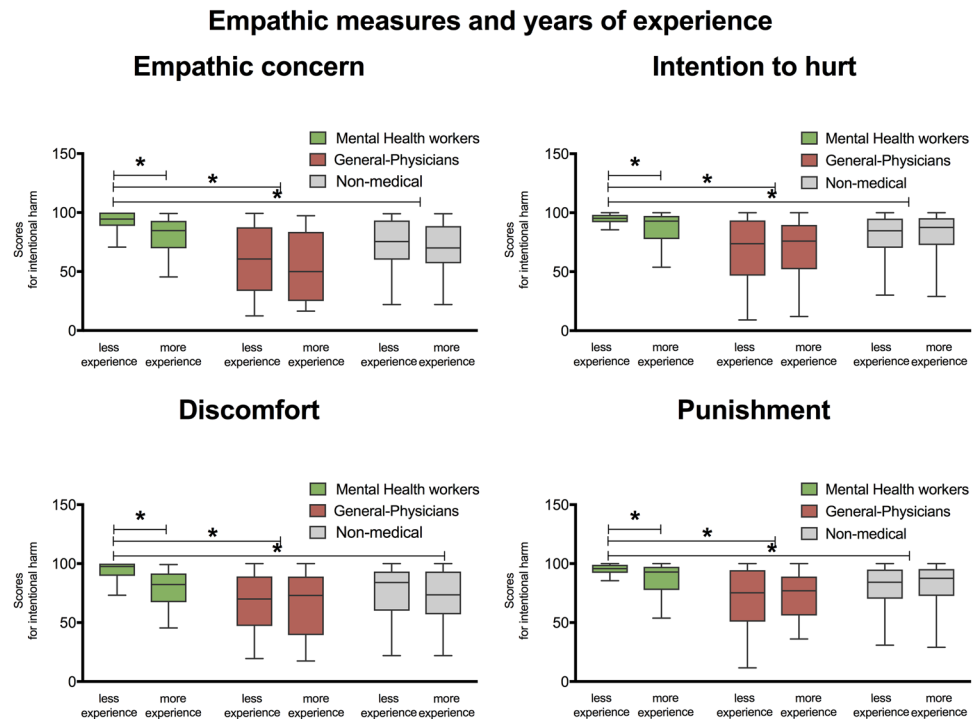 Empathic measures and years of experience
Empathic concern
Mental Health workers
General-Physicians
Non-medical
150
100
50
0
Scores
for intentional harm
*
*
*
less
experience
more
experience
less
experience
more
experience
less
experience
more
experience
Intention to hurt
Mental Health workers
General-Physicians
Non-medical
150
100
50
0
Scores
for intentional harm
*
*
*
less
experience
more
experience
less
experience
more
experience
less
experience
more
experience
Discomfort
Mental Health workers
General-Physicians
Non-medical
150
100
50
0
Scores
for intentional harm
*
*
*
less
experience
more
experience
less
experience
more
experience
less
experience
more
experience
Punishment
Mental Health workers
General-Physicians
Non-medical
150
100
50
0
Scores
for intentional harm
*
*
*
less
experience
more
experience
less
experience
more
experience
less
experience
more
experience